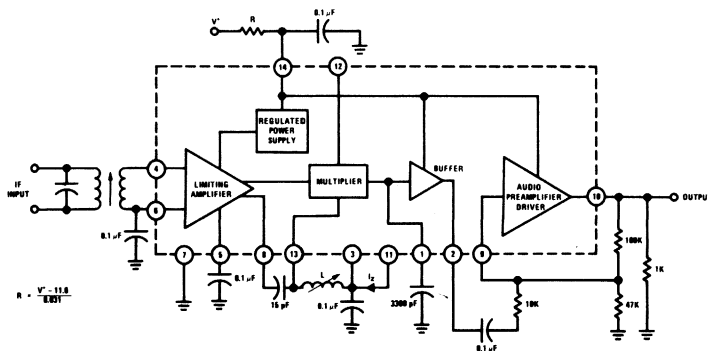 V⁺
R
0.1 µF
14
12
REGULATED
POWER
SUPPLY
BUFFER
IF
INPUT
4
LIMITING
AMPLIFIER
MULTIPLIER
AUDIO
PREAMPLIFIER
DRIVER
10
OUTPUT
6
0.1 µF
7
5
8
13
3
11
1
2
9
100K
1K
0.1 µF
15 pF
L
I₂
0.1 µF
3300 pF
10K
47K
0.1 µF
R = V⁺ - 11.6
0.031